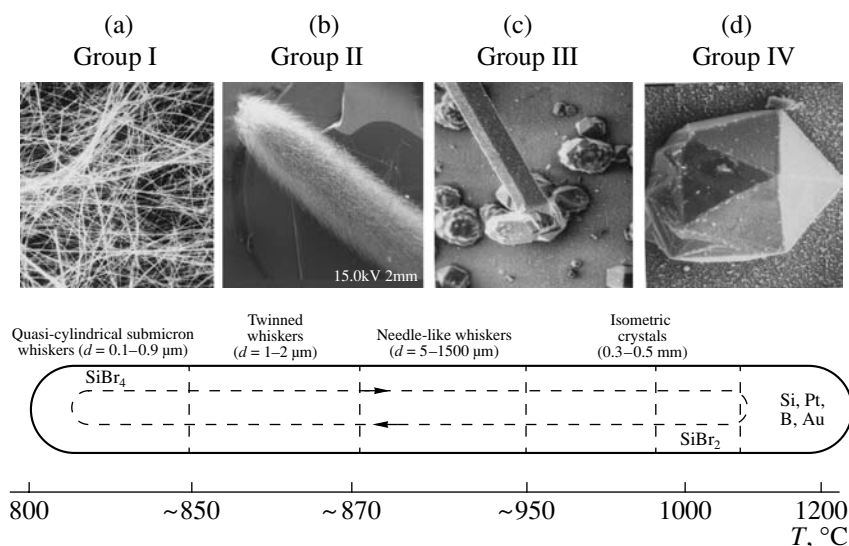 (a) (b) (c) (d)
Group I Group II Group III Group IV
15.0kV 2mm
Quasi-cylindrical submicron
whiskers (d = 0.1–0.9 μm)
Twinned
whiskers
(d = 1–2 μm)
Needle-like whiskers
(d = 5–1500 μm)
Isometric
crystals
(0.3–0.5 mm)
SiBr₄
Si, Pt,
B, Au
SiBr₂
800 ~850 ~870 ~950 1000 1200
T, °C